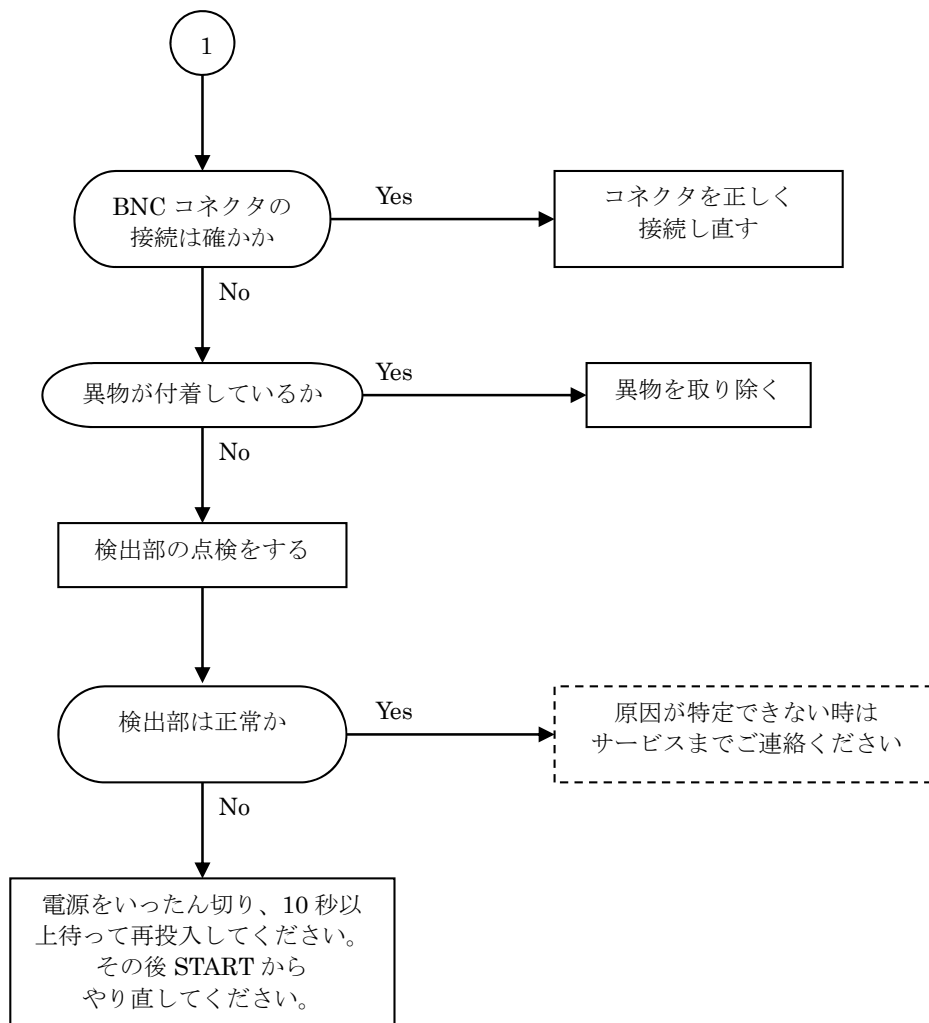 1
BNC コネクタの
接続は確かか
Yes
コネクタを正しく
接続し直す
No
異物が付着しているか
Yes
異物を取り除く
No
検出部の点検をする
検出部は正常か
Yes
原因が特定できない時は
サービスまでご連絡ください
No
電源をいったん切り、10 秒以
上待って再投入してください。
その後 START から
やり直してください。